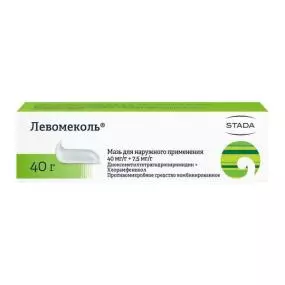 Левомеколь®
STADA
40 г
Мазь для наружного применения
40 мг/г + 7,5 мг/г
Диоксометилтетрагидропиримидин +
Хлорамфеникол
Противомикробное средство комбинированное